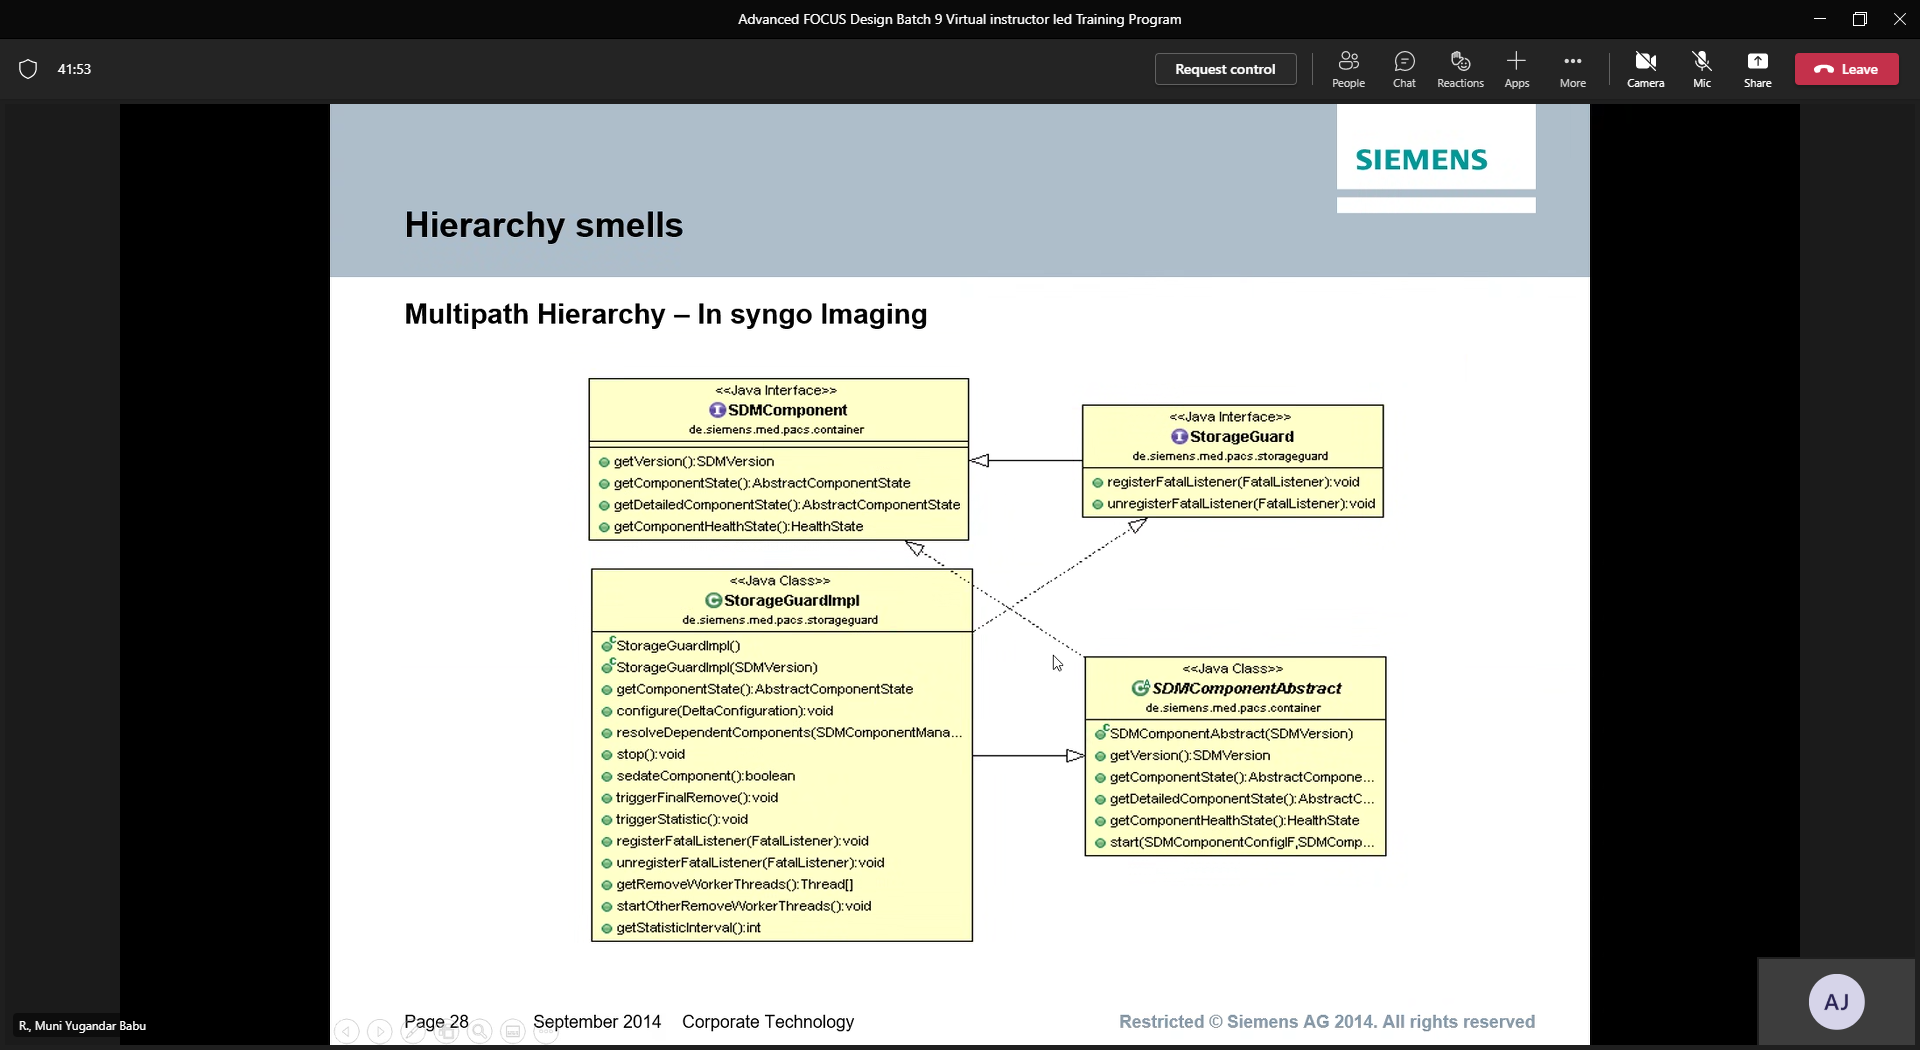 Advanced FOCUS Design Batch 9 Virtual instructor led Training Program
41:53
Request control
People
Chat
Reactions
Apps
More
Camera
Mic
Share
Leave
SIEMENS
Hierarchy smells
Multipath Hierarchy – In syngo Imaging
<<Java Interface>>
SDMComponent
de.siemens.med.pacs.container
getVersion():SDMVersion
getComponentState():AbstractComponentState
getDetailedComponentState():AbstractComponentState
getComponentHealthState():HealthState
<<Java Interface>>
StorageGuard
de.siemens.med.pacs.storageguard
registerFatalListener(FatalListener):void
unregisterFatalListener(FatalListener):void
<<Java Class>>
StorageGuardImpl
de.siemens.med.pacs.storageguard
StorageGuardImpl()
StorageGuardImpl(SDMVersion)
getComponentState():AbstractComponentState
configure(DeltaConfiguration):void
resolveDependentComponents(SDMComponentMana...
stop():void
sedateComponent():boolean
triggerFinalRemove():void
triggerStatistic():void
registerFatalListener(FatalListener):void
unregisterFatalListener(FatalListener):void
getRemoveWorkerThreads():Thread[]
startOtherRemoveWorkerThreads():void
getStatisticInterval():int
<<Java Class>>
SDMComponentAbstract
de.siemens.med.pacs.container
SDMComponentAbstract(SDMVersion)
getVersion():SDMVersion
getComponentState():AbstractCompone...
getDetailedComponentState():AbstractC...
getComponentHealthState():HealthState
start(SDMComponentConfigIF,SDMComp...
Page 28
September 2014
Corporate Technology
Restricted © Siemens AG 2014. All rights reserved
R., Muni Yugandar Babu
AJ